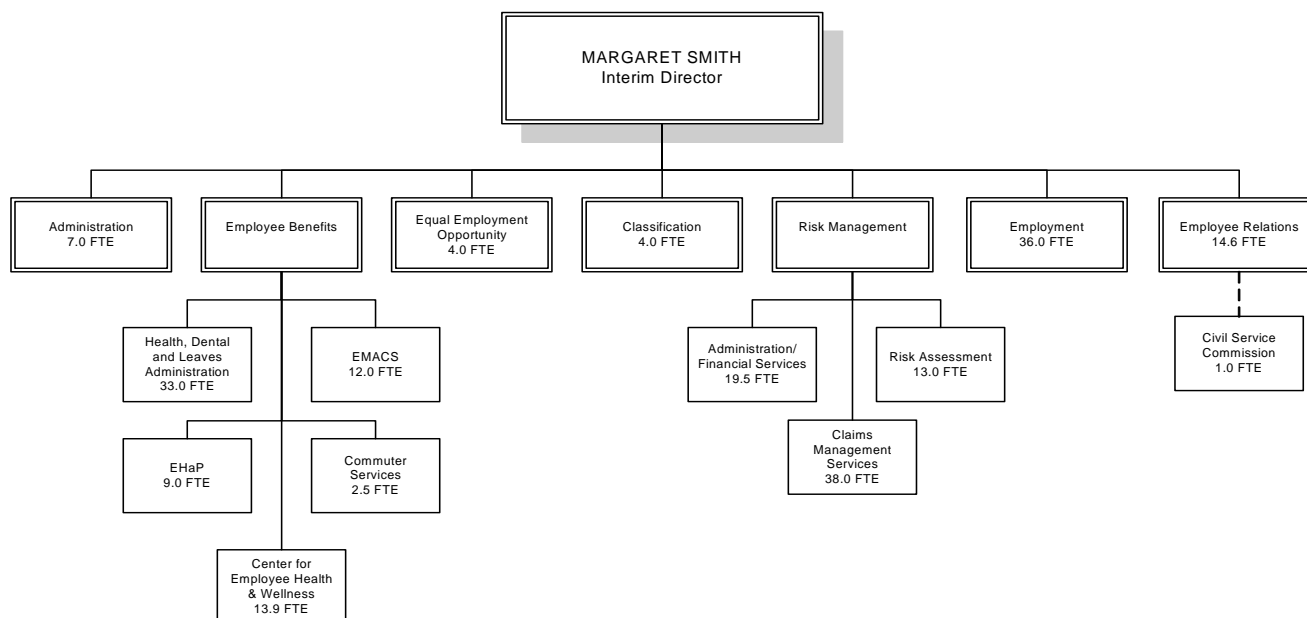 MARGARET SMITH
Interim Director
Administration
7.0 FTE
Employee Benefits
Equal Employment
Opportunity
4.0 FTE
Classification
4.0 FTE
Risk Management
Employment
36.0 FTE
Employee Relations
14.6 FTE
Health, Dental
and Leaves
Administration
33.0 FTE
EMACS
12.0 FTE
Administration/
Financial Services
19.5 FTE
Risk Assessment
13.0 FTE
Civil Service
Commission
1.0 FTE
EHaP
9.0 FTE
Commuter
Services
2.5 FTE
Claims
Management
Services
38.0 FTE
Center for
Employee Health
& Wellness
13.9 FTE